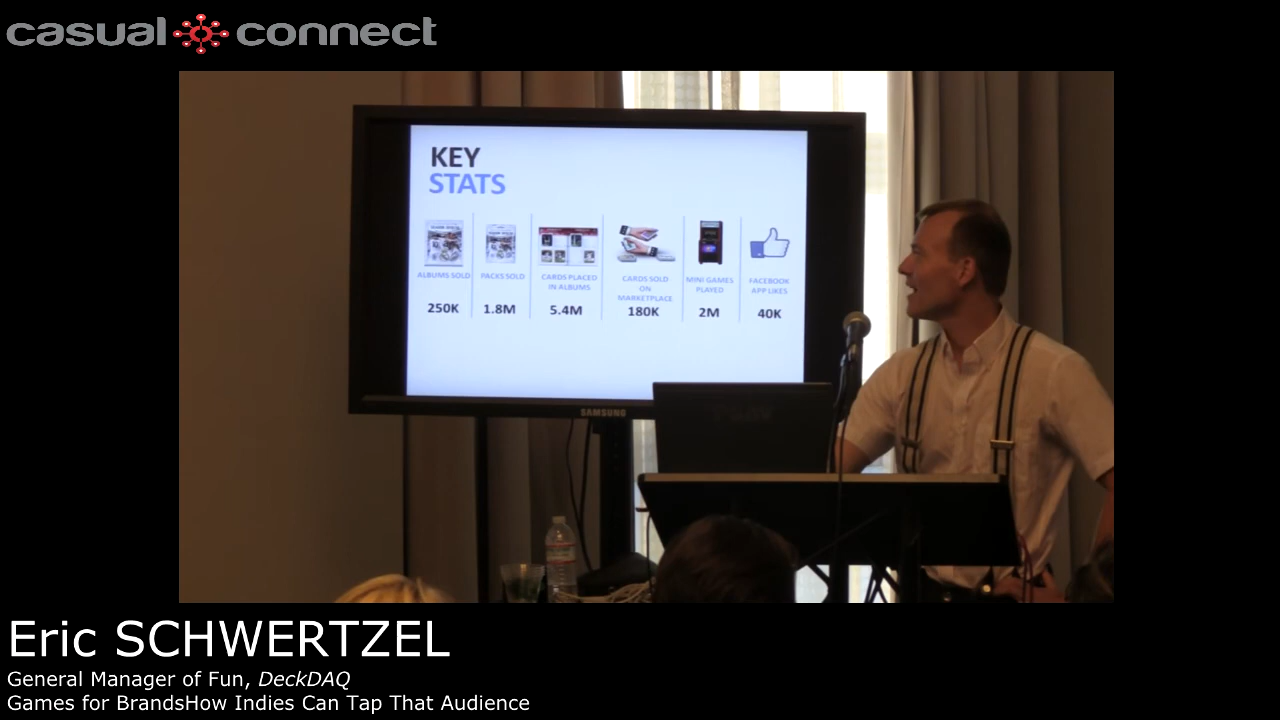 casual connect
KEY
STATS
ALBUMS SOLD
250K
PACKS SOLD
1.8M
CARDS PLACED
IN ALBUMS
5.4M
CARDS SOLD
ON
MARKETPLACE
180K
MINI GAMES
PLAYED
2M
FACEBOOK
APP LIKES
40K
SAMSUNG
Eric SCHWERTZEL
General Manager of Fun, DeckDAQ
Games for BrandsHow Indies Can Tap That Audience